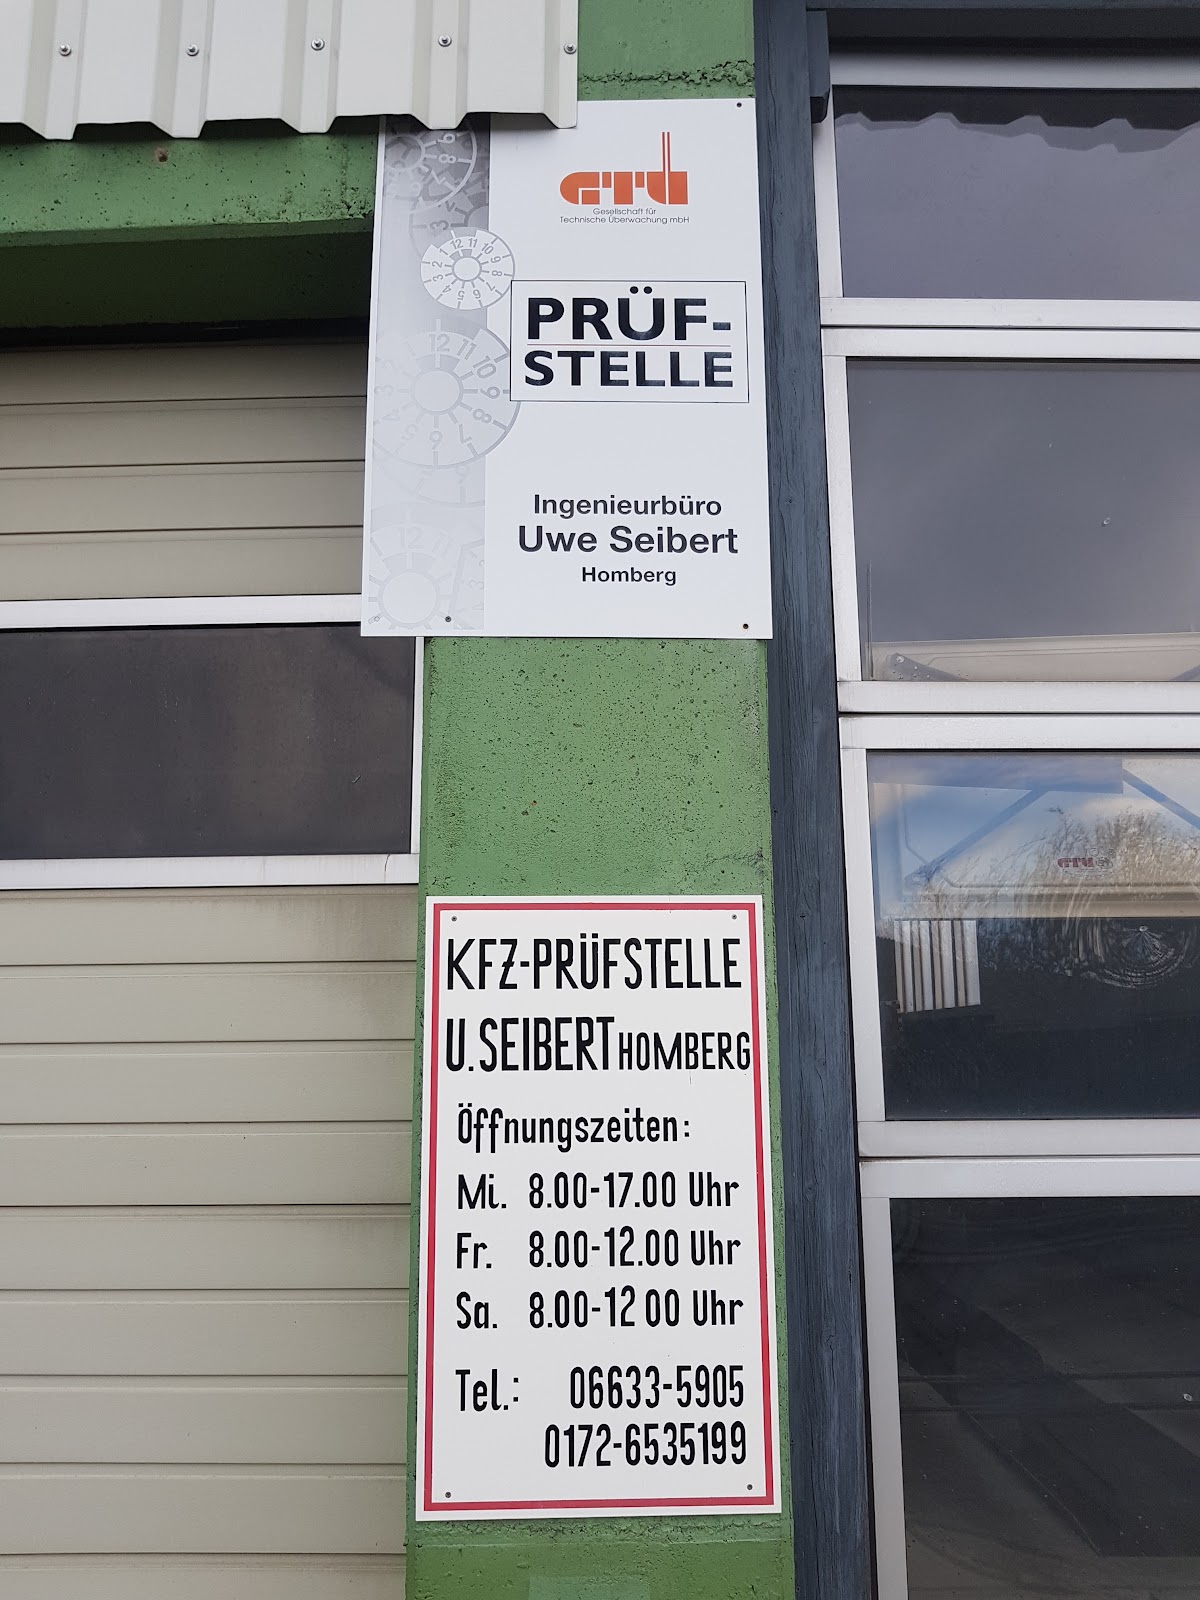 GTÜ
Gesellschaft für
Technische Überwachung mbH
PRÜF-
STELLE
Ingenieurbüro
Uwe Seibert
Homberg
KFZ-PRÜFSTELLE
U. SEIBERT HOMBERG
Öffnungszeiten:
Mi. 8.00-17.00 Uhr
Fr. 8.00-12.00 Uhr
Sa. 8.00-12 00 Uhr
Tel.: 06633-5905
0172-6535199
GTÜ